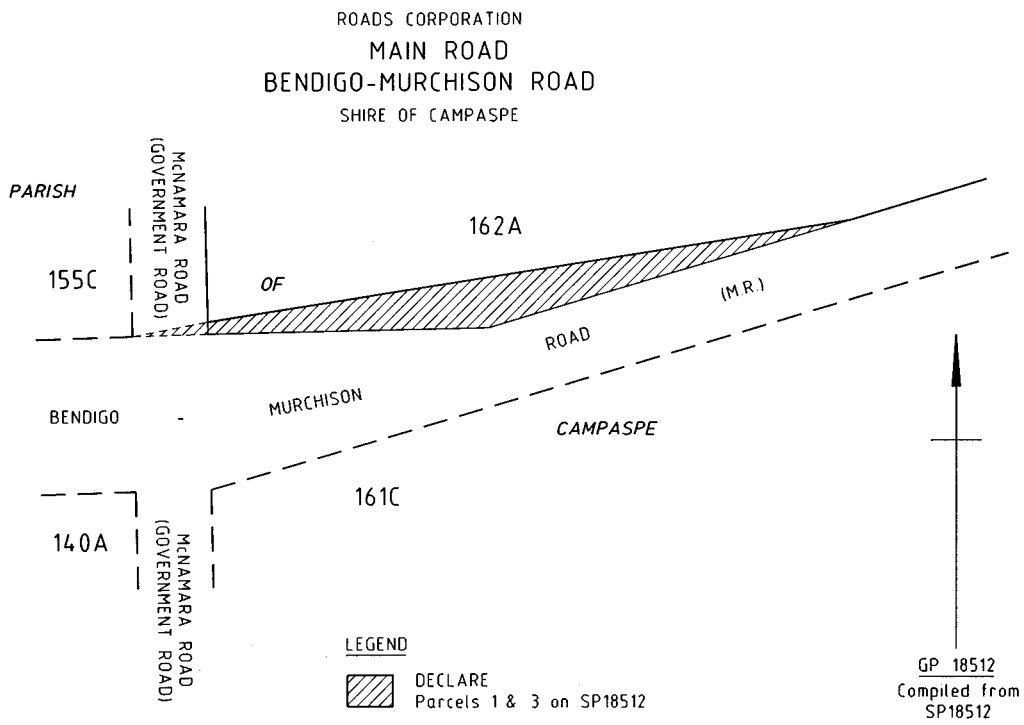 ROADS CORPORATION
MAIN ROAD
BENDIGO-MURCHISON ROAD
SHIRE OF CAMPASPE
PARISH
McNAMARA ROAD
(GOVERNMENT ROAD)
162A
155C
OF
(M.R.)
ROAD
MURCHISON
BENDIGO -
CAMPASPE
161C
140A
McNAMARA ROAD
(GOVERNMENT ROAD)
LEGEND
DECLARE
Parcels 1 & 3 on SP18512
GP 18512
Compiled from
SP18512